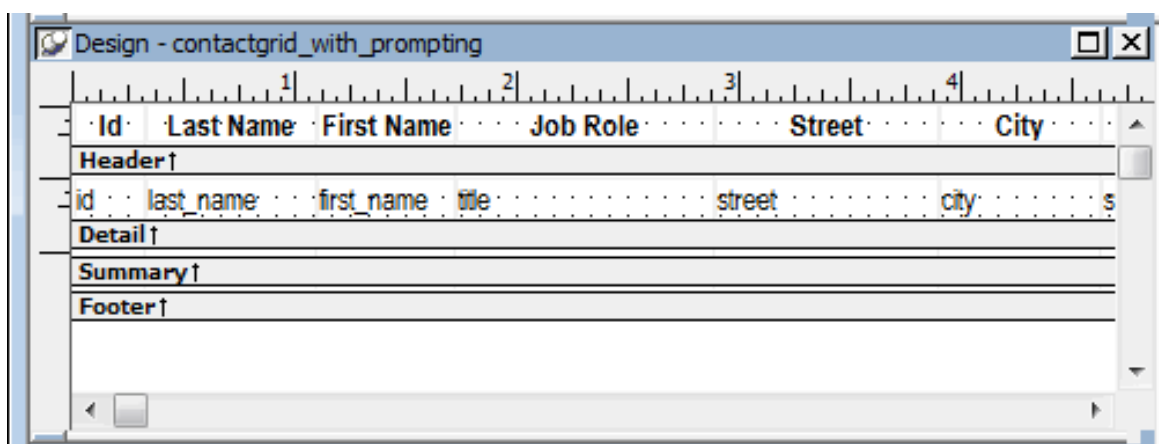 Design - contactgrid_with_prompting
1 2 3 4
Id Last Name First Name Job Role Street City
Header↑
id last_name first_name title street city s
Detail↑
Summary↑
Footer↑